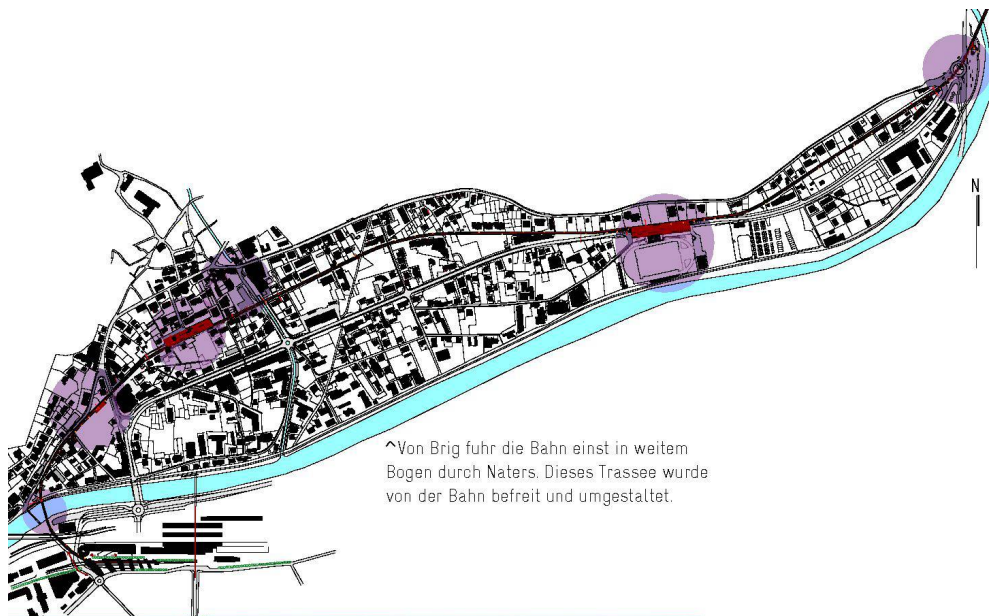 N
^Von Brig fuhr die Bahn einst in weitem
Bogen durch Naters. Dieses Trassee wurde
von der Bahn befreit und umgestaltet.